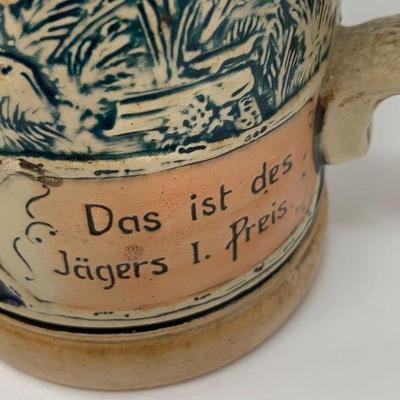 Das ist des
Jägers I. Preis..